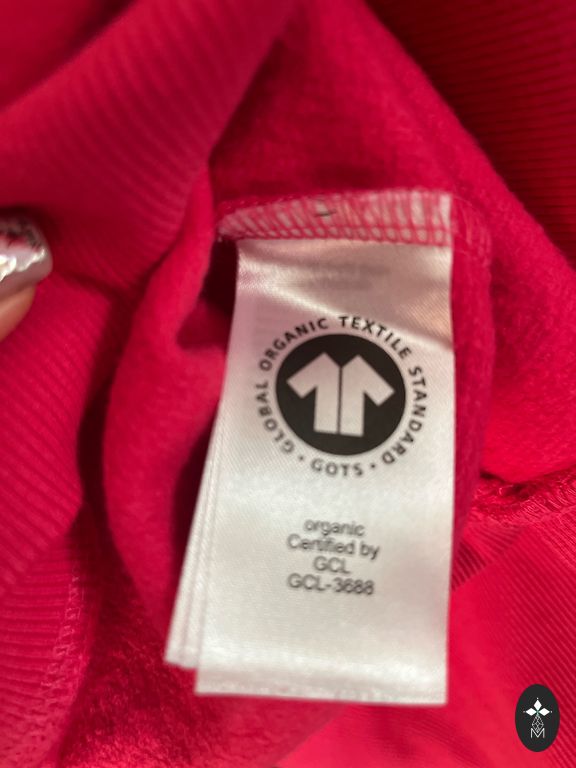 GLOBAL ORGANIC TEXTILE STANDARD
· GOTS ·
organic
Certified by
GCL
GCL-3688
M